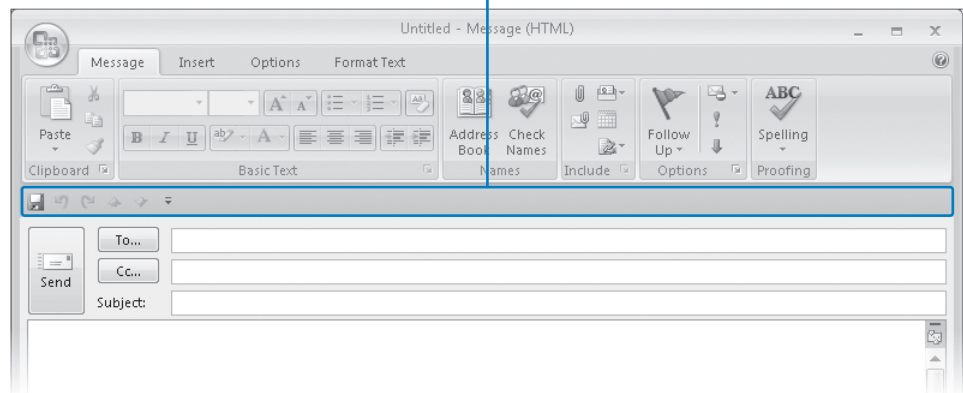 Untitled - Message (HTML)
Message Insert Options Format Text
ABC
Paste Address Book Check Names Follow Up Spelling
B I U ab A
Clipboard Basic Text Names Include Options Proofing
To...
Cc...
Send
Subject: